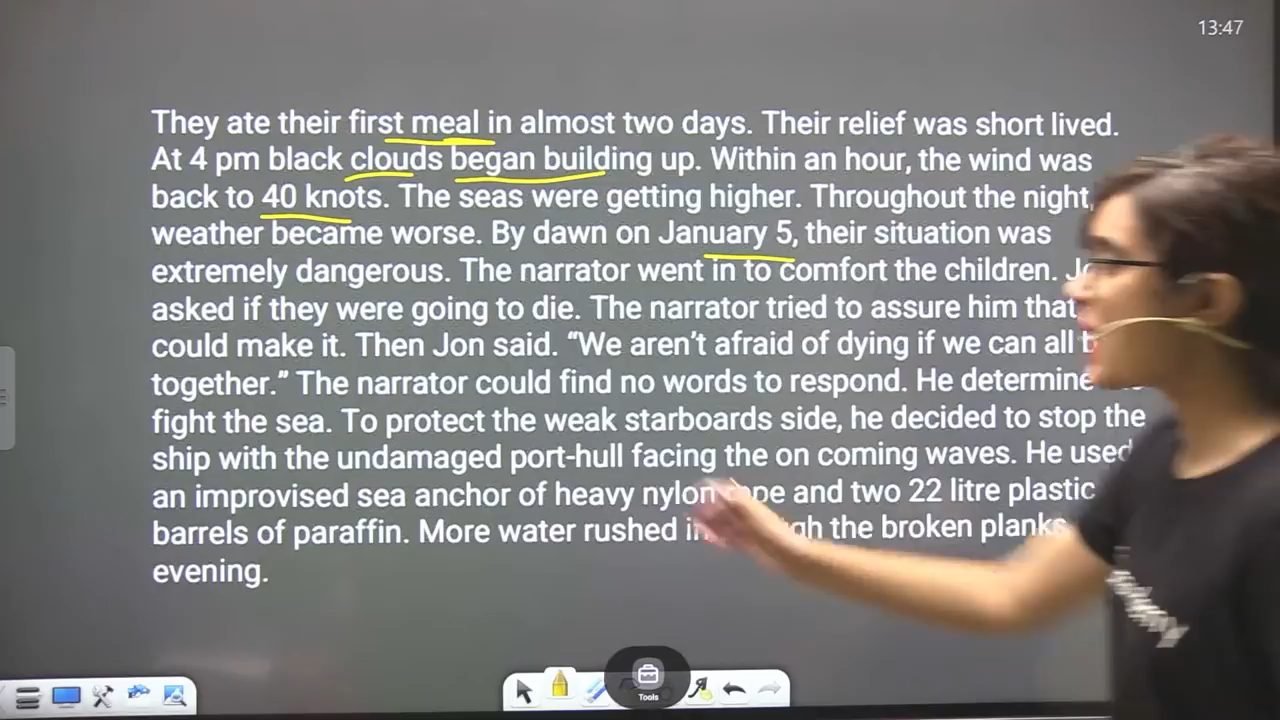 13:47
They ate their first meal in almost two days. Their relief was short lived.
At 4 pm black clouds began building up. Within an hour, the wind was
back to 40 knots. The seas were getting higher. Throughout the night,
weather became worse. By dawn on January 5, their situation was
extremely dangerous. The narrator went in to comfort the children.
asked if they were going to die. The narrator tried to assure him that
could make it. Then Jon said. “We aren’t afraid of dying if we can all
together.” The narrator could find no words to respond. He
fight the sea. To protect the weak starboards side, he decided to stop the
ship with the undamaged port-hull facing the on coming waves. He used
an improvised sea anchor of heavy nylon and two 22 litre plastic
barrels of paraffin. More water rushed the broken planks
evening.
Tools